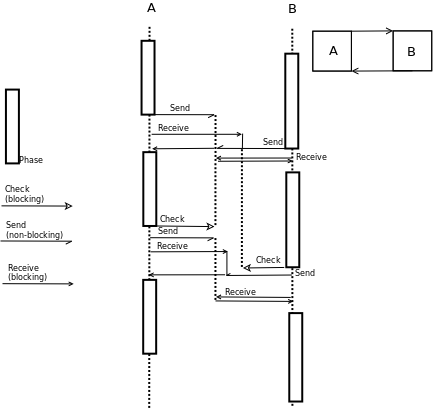 A
B
A
B
Send
Receive
Send
Receive
Phase
Check
(blocking)
Check
Send
Send
(non-blocking)
Receive
Check
Receive
(blocking)
Send
Receive